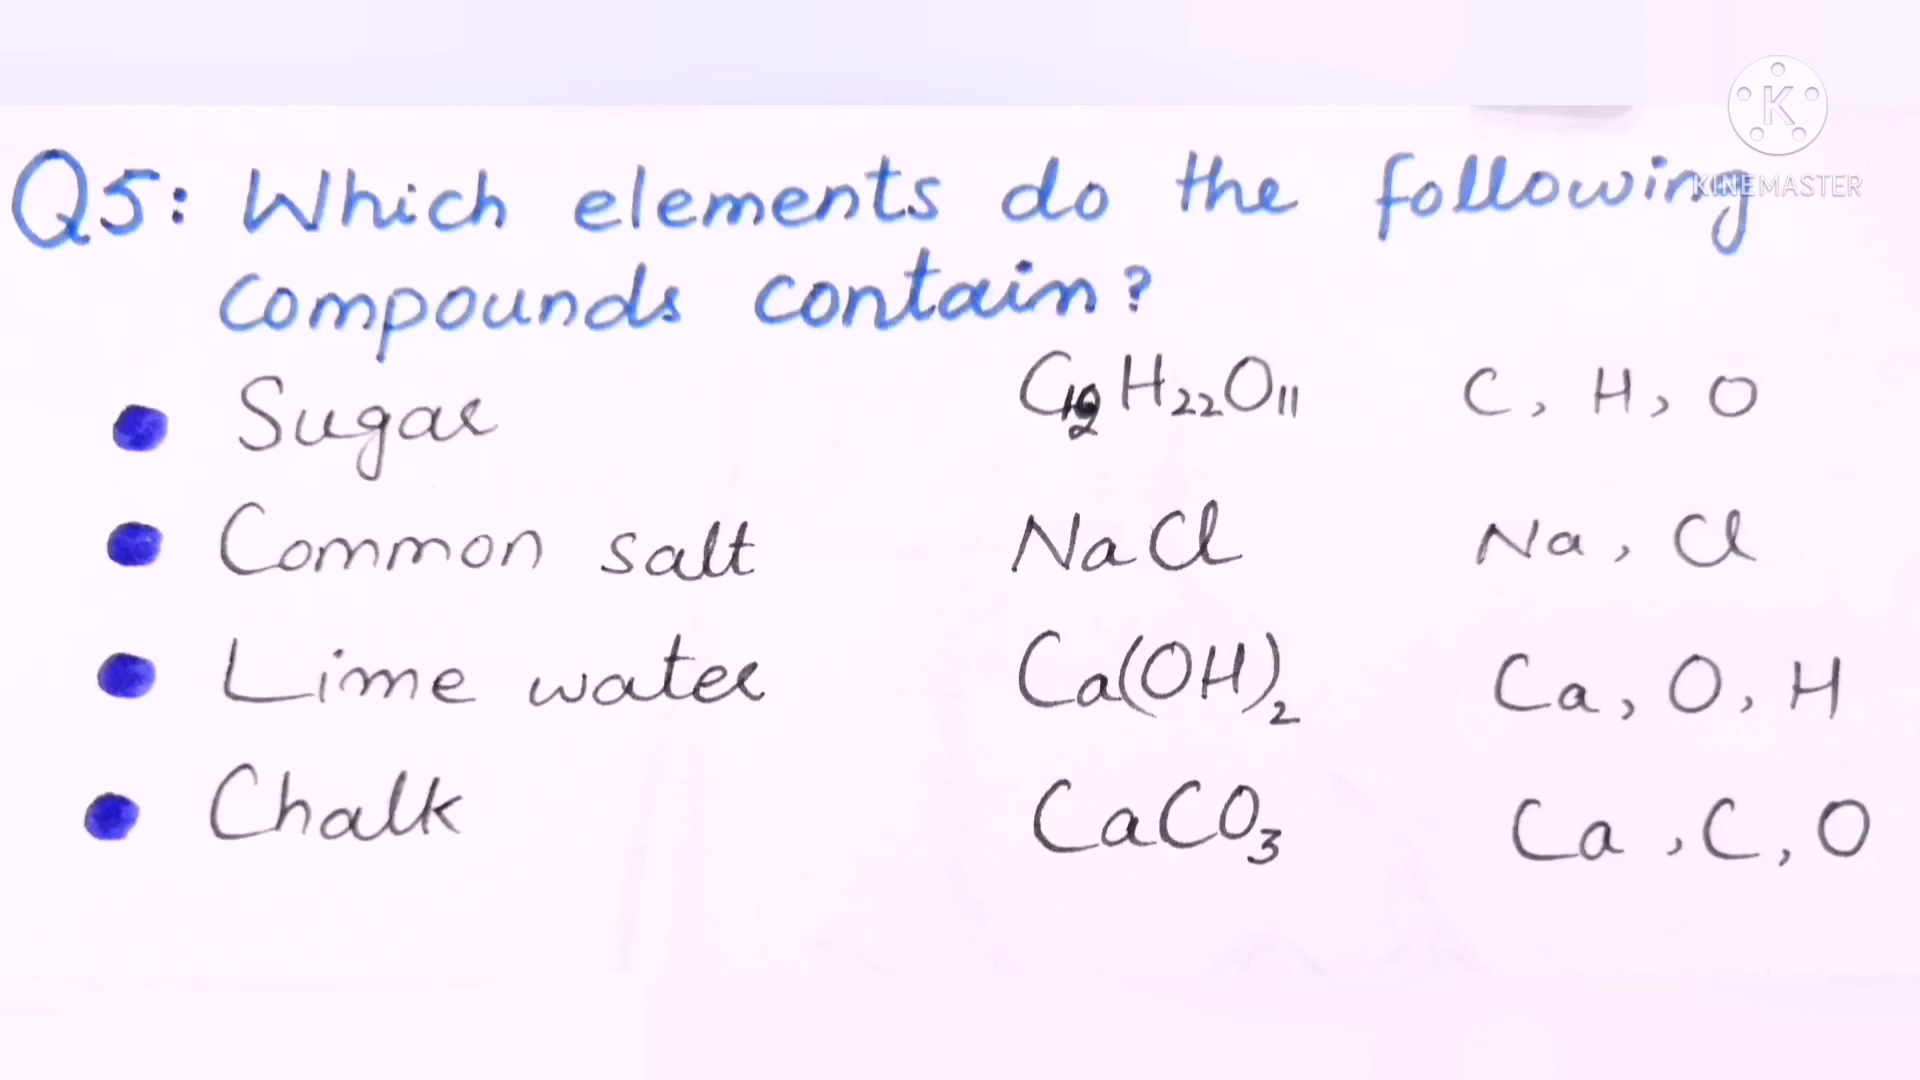 K
KINEMASTER
Q5: Which elements do the following
compounds contain?
Sugar C₁₂H₂₂O₁₁ C, H, O
Common salt NaCl Na, Cl
Lime water Ca(OH)₂ Ca, O, H
Chalk CaCO₃ Ca, C, O